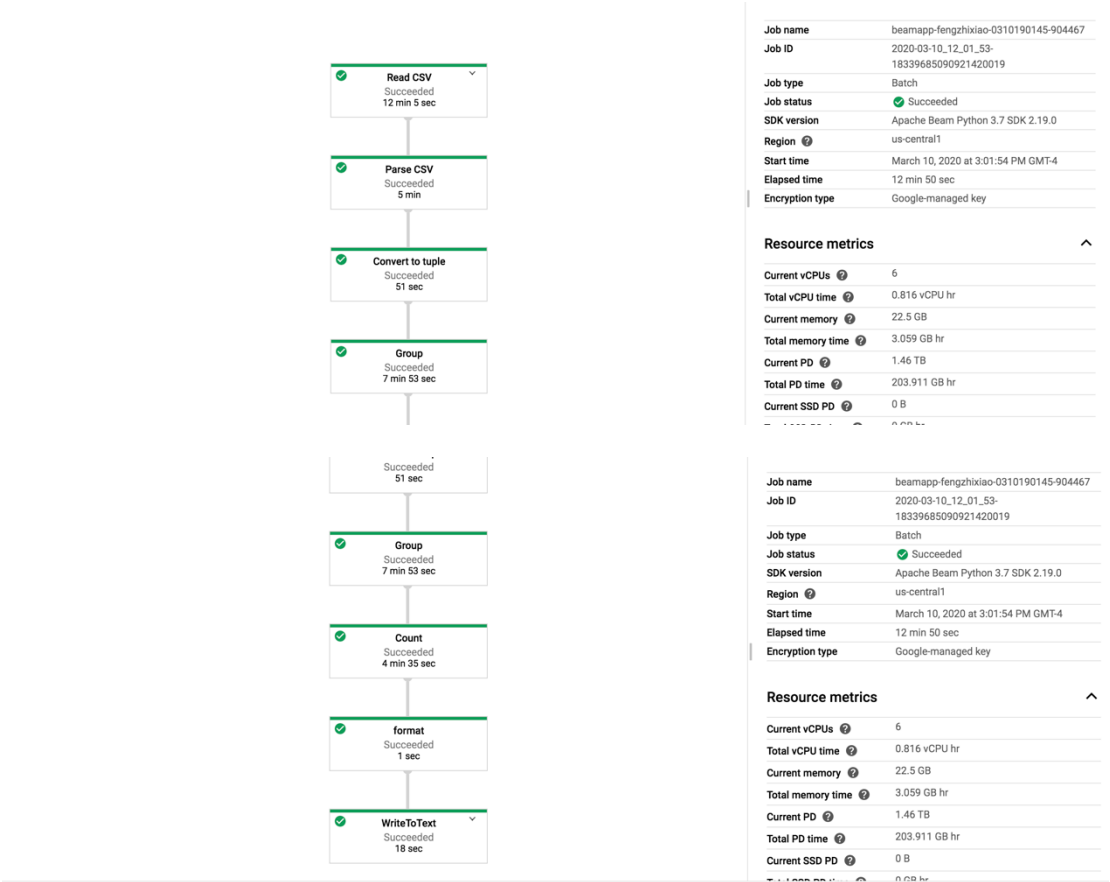 Read CSV
Succeeded
12 min 5 sec
Parse CSV
Succeeded
5 min
Convert to tuple
Succeeded
51 sec
Group
Succeeded
7 min 53 sec
Job name beamapp-fengzhixiao-0310190145-904467
Job ID 2020-03-10_12_01_53-
18339685090921420019
Job type Batch
Job status Succeeded
SDK version Apache Beam Python 3.7 SDK 2.19.0
Region us-central1
Start time March 10, 2020 at 3:01:54 PM GMT-4
Elapsed time 12 min 50 sec
Encryption type Google-managed key
Resource metrics
Current vCPUs 6
Total vCPU time 0.816 vCPU hr
Current memory 22.5 GB
Total memory time 3.059 GB hr
Current PD 1.46 TB
Total PD time 203.911 GB hr
Current SSD PD 0 B
Succeeded
51 sec
Group
Succeeded
7 min 53 sec
Count
Succeeded
4 min 35 sec
format
Succeeded
1 sec
WriteToText
Succeeded
18 sec
Job name beamapp-fengzhixiao-0310190145-904467
Job ID 2020-03-10_12_01_53-
18339685090921420019
Job type Batch
Job status Succeeded
SDK version Apache Beam Python 3.7 SDK 2.19.0
Region us-central1
Start time March 10, 2020 at 3:01:54 PM GMT-4
Elapsed time 12 min 50 sec
Encryption type Google-managed key
Resource metrics
Current vCPUs 6
Total vCPU time 0.816 vCPU hr
Current memory 22.5 GB
Total memory time 3.059 GB hr
Current PD 1.46 TB
Total PD time 203.911 GB hr
Current SSD PD 0 B